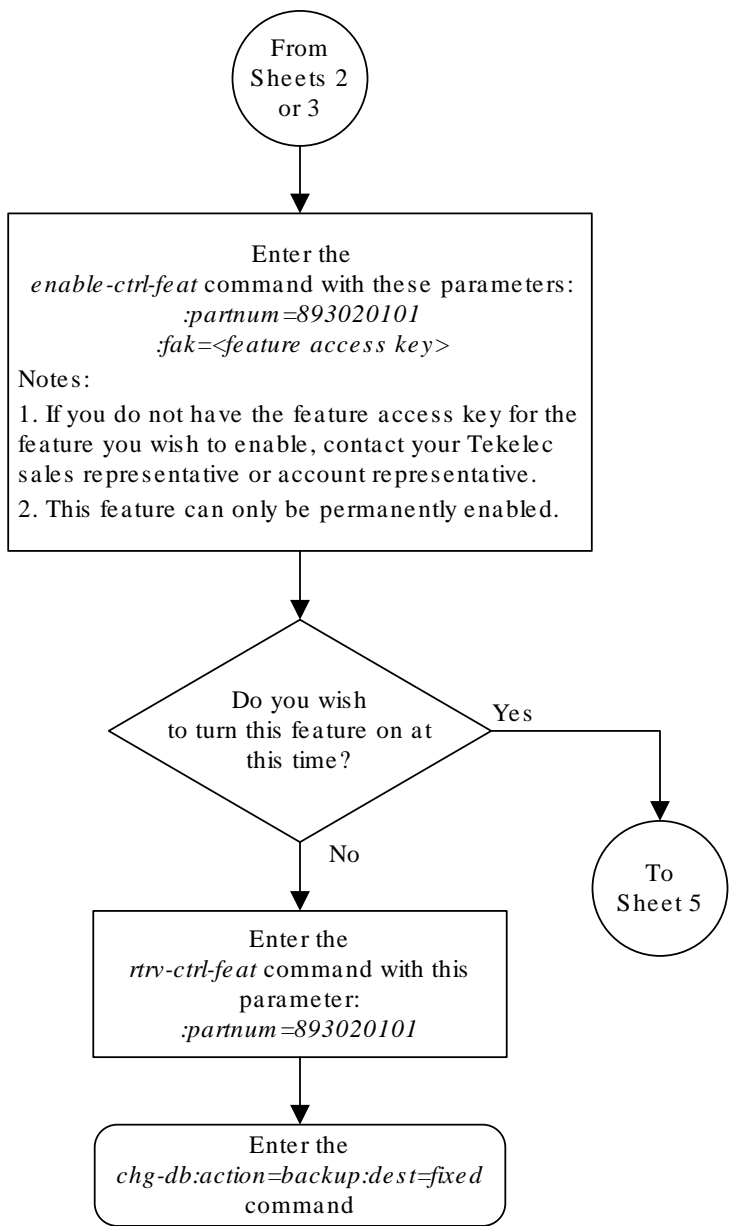 From
Sheets 2
or 3
Enter the
enable-ctrl-feat command with these parameters:
:partnum=893020101
:fak=<feature access key>
Notes:
1. If you do not have the feature access key for the
feature you wish to enable, contact your Tekelec
sales representative or account representative.
2. This feature can only be permanently enabled.
Do you wish
to turn this feature on at
this time?
Yes
No
To
Sheet 5
Enter the
rtrv-ctrl-feat command with this
parameter:
:partnum=893020101
Enter the
chg-db:action=backup:dest=fixed
command